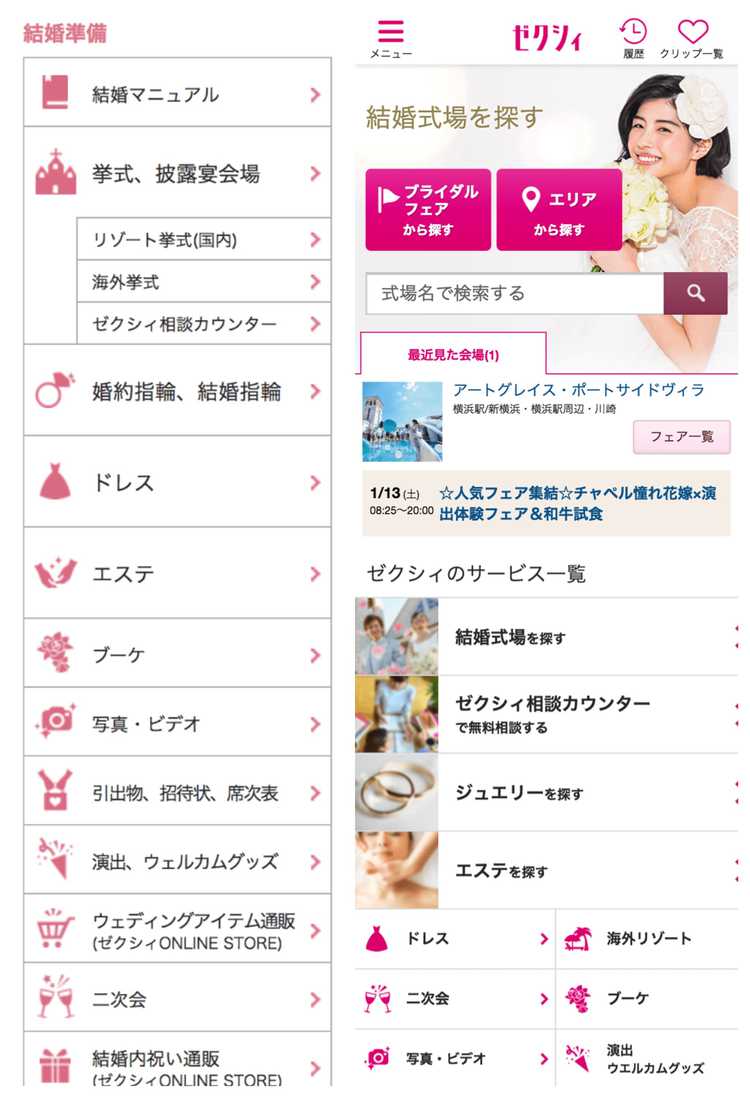 結婚準備
結婚マニュアル
挙式、披露宴会場
リゾート挙式(国内)
海外挙式
ゼクシィ相談カウンター
婚約指輪、結婚指輪
ドレス
エステ
ブーケ
写真・ビデオ
引出物、招待状、席次表
演出、ウェルカムグッズ
ウェディングアイテム通販
(ゼクシィONLINE STORE)
二次会
結婚内祝い通販
(ゼクシィONLINE STORE)
メニュー
ゼクシィ
履歴
クリップ一覧
結婚式場を探す
ブライダル
フェア
から探す
エリア
から探す
式場名で検索する
最近見た会場(1)
アートグレイス・ポートサイドヴィラ
横浜駅/新横浜・横浜駅周辺・川崎
フェア一覧
1/13(土)
08:25〜20:00
☆人気フェア集結☆チャペル憧れ花嫁×演
出体験フェア＆和牛試食
ゼクシィのサービス一覧
結婚式場を探す
ゼクシィ相談カウンター
で無料相談する
ジュエリーを探す
エステを探す
ドレス
海外リゾート
二次会
ブーケ
写真・ビデオ
演出
ウエルカムグッズ